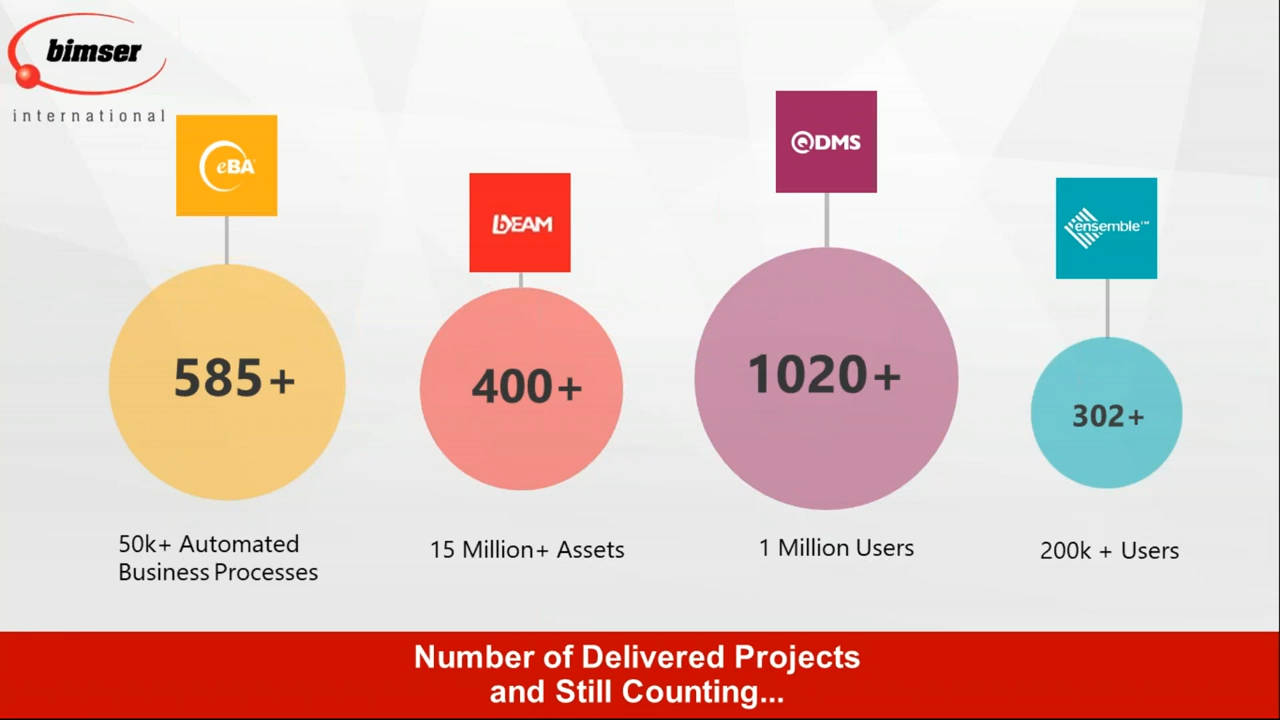 bimser
international
eBA
bEAM
QDMS
ensemble™
585+
400+
1020+
302+
50k+ Automated
Business Processes
15 Million+ Assets
1 Million Users
200k + Users
Number of Delivered Projects
and Still Counting...